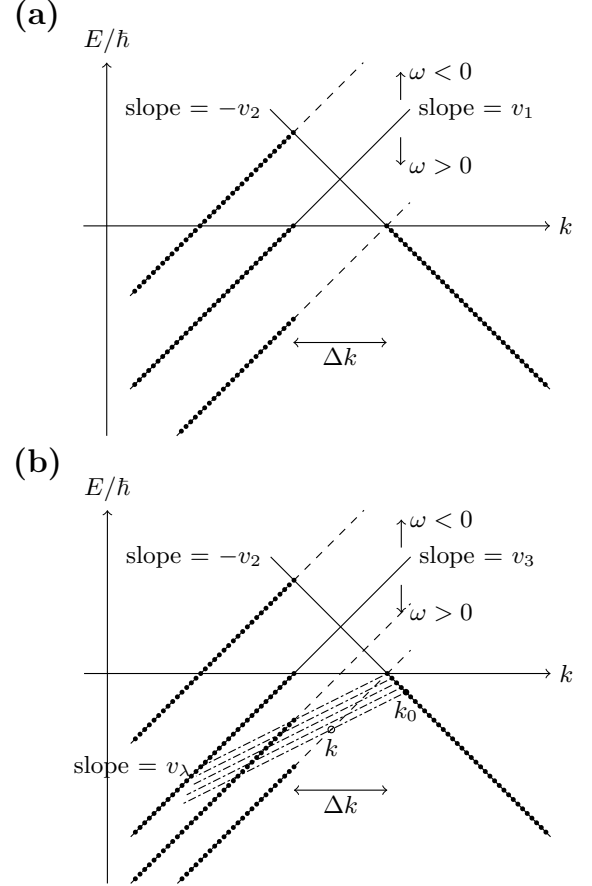 (a)
E/ħ
ω < 0
slope = −v₂
slope = v₁
ω > 0
k
Δk
(b)
E/ħ
ω < 0
slope = −v₂
slope = v₃
ω > 0
k
k₀
k
slope = v_λ
Δk